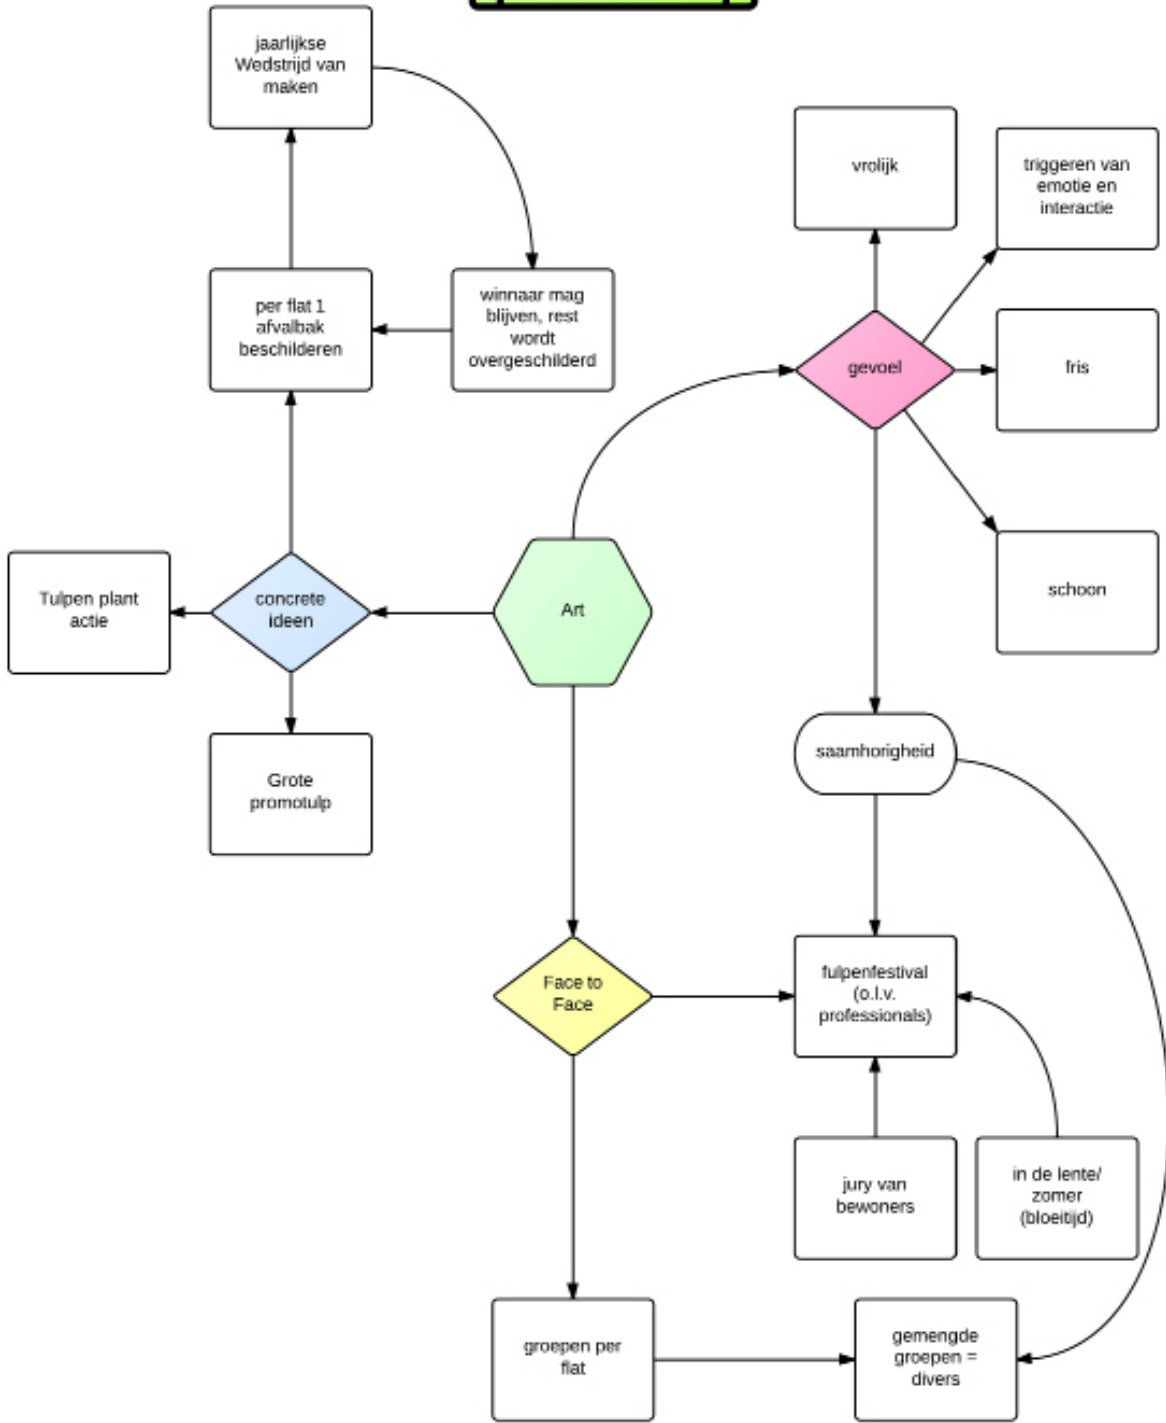 jaarlijkse
Wedstrijd van
maken
vrolijk
triggeren van
emotie en
interactie
per flat 1
afvalbak
beschilderen
winnaar mag
blijven, rest
wordt
overgeschilderd
gevoel
fris
Tulpen plant
actie
concrete
ideen
Art
schoon
Grote
promotulp
saamhorigheid
Face to
Face
fulpenfestival
(o.l.v.
professionals)
jury van
bewoners
in de lente/
zomer
(bloeitijd)
groepen per
flat
gemengde
groepen =
divers